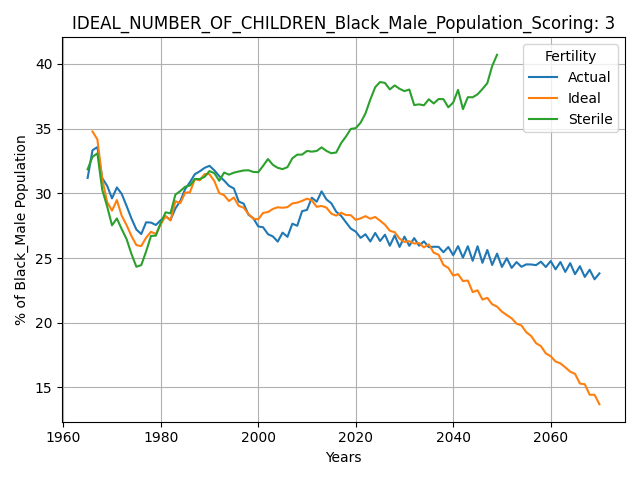 IDEAL_NUMBER_OF_CHILDREN_Black_Male_Population_Scoring: 3
Fertility
Actual
Ideal
Sterile
% of Black_Male Population
40
35
30
25
20
15
1960 1980 2000 2020 2040 2060
Years